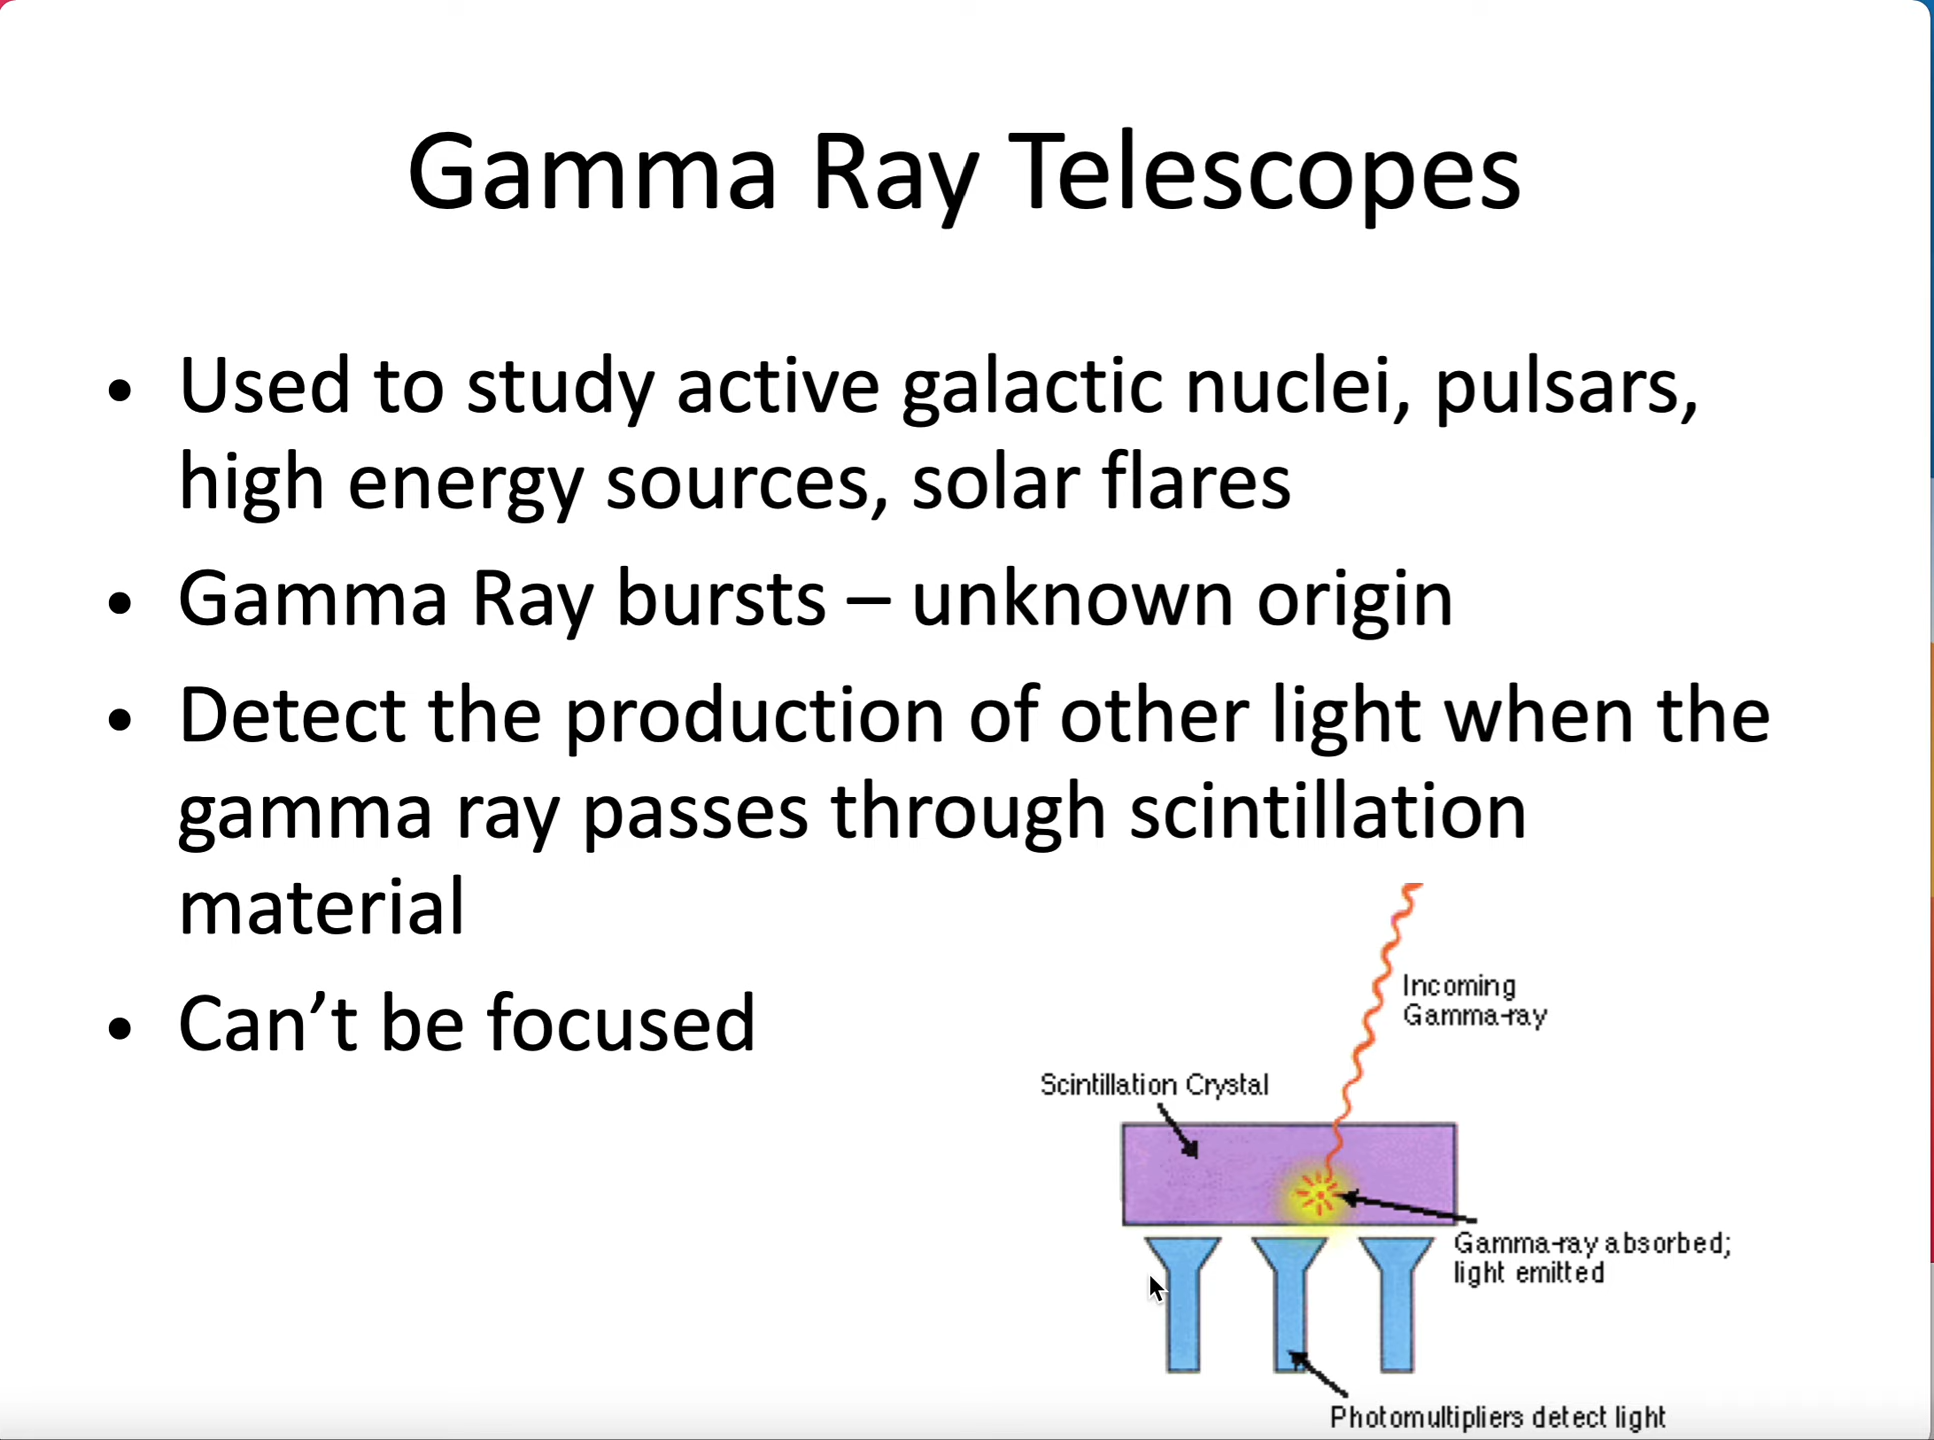 Gamma Ray Telescopes
• Used to study active galactic nuclei, pulsars,
high energy sources, solar flares
• Gamma Ray bursts – unknown origin
• Detect the production of other light when the
gamma ray passes through scintillation
material
• Can’t be focused
Incoming
Gamma-ray
Scintillation Crystal
Gamma-ray absorbed;
light emitted
Photomultipliers detect light